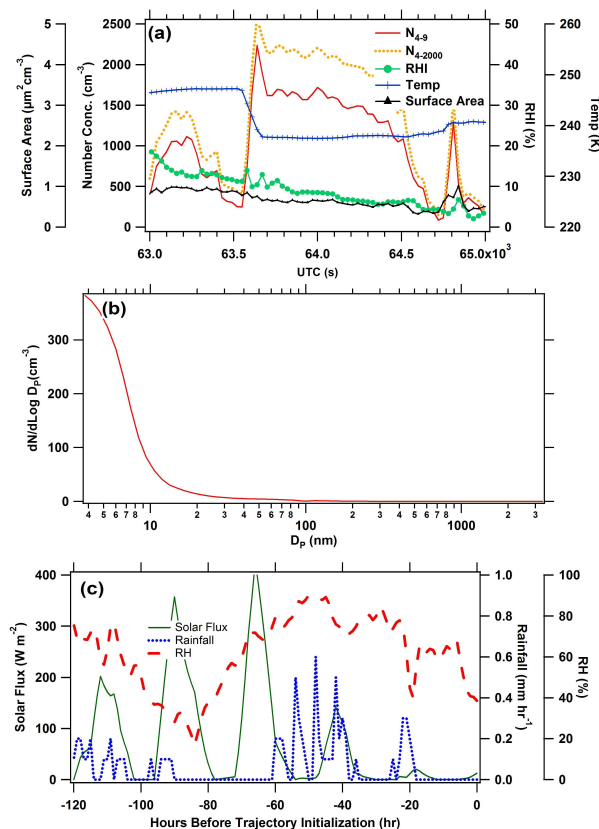 (a)
N4-9
N4-2000
RHI
Temp
Surface Area
Surface Area (µm² cm⁻³)
5
4
3
2
1
0
Number Conc. (cm⁻³)
2500
2000
1500
1000
500
0
RHI (%)
50
40
30
20
10
0
Temp (K)
260
250
240
230
220
63.0
63.5
64.0
64.5
65.0x10³
UTC (s)
(b)
dN/dLog DP(cm⁻³)
300
200
100
0
4 5 6 7 8 10 2 3 4 5 6 7 8 100 2 3 4 5 6 7 8 1000 2 3
DP (nm)
(c)
Solar Flux
Rainfall
RH
Solar Flux (W m⁻²)
400
300
200
100
0
Rainfall (mm hr⁻¹)
1.0
0.8
0.6
0.4
0.2
0.0
RH (%)
100
80
60
40
20
0
-120
-100
-80
-60
-40
-20
0
Hours Before Trajectory Initialization (hr)